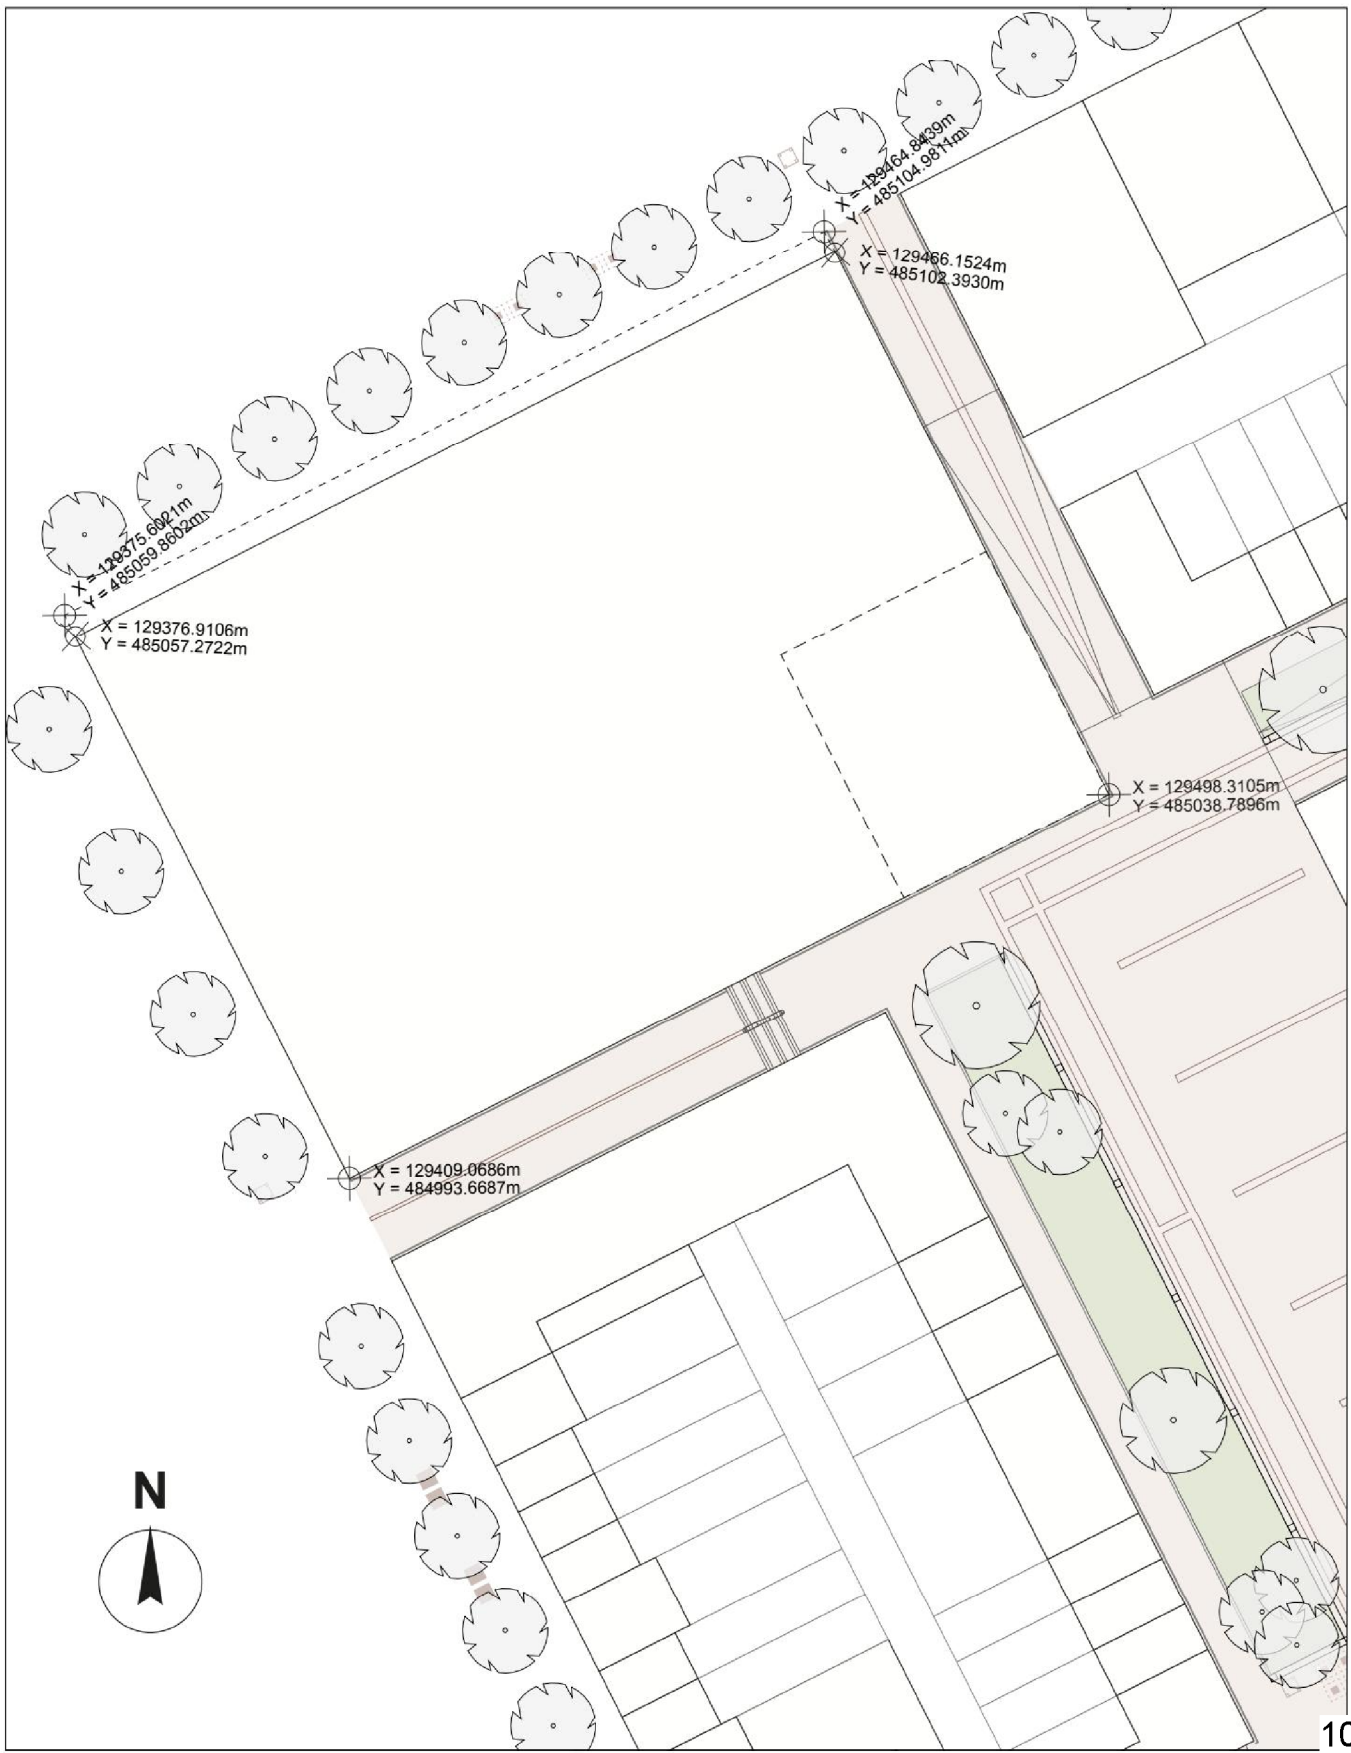 X = 129464.8439m
Y = 485104.9811m
X = 129466.1524m
Y = 485102.3930m
X = 129375.6021m
Y = 485059.8602m
X = 129376.9106m
Y = 485057.2722m
X = 129498.3105m
Y = 485038.7896m
X = 129409.0686m
Y = 484993.6687m
N
10